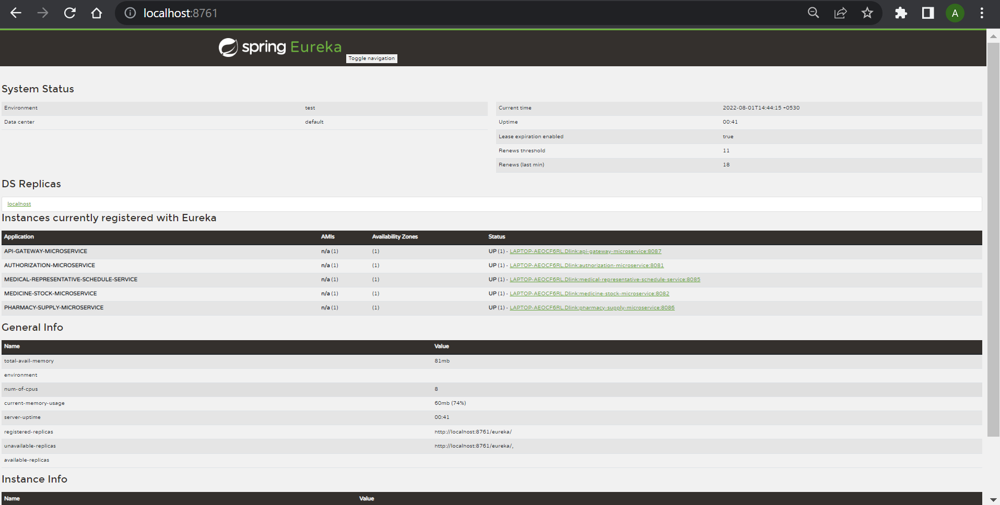 localhost:8761
A
spring Eureka
Toggle navigation
System Status
Environment test
Data center default
Current time 2022-08-01T14:44:15 +0530
Uptime 00:41
Lease expiration enabled true
Renews threshold 11
Renews (last min) 18
DS Replicas
localhost
Instances currently registered with Eureka
Application AMIs Availability Zones Status
API-GATEWAY-MICROSERVICE n/a (1) (1) UP (1) - LAPTOP-AEOCF6RL.Dlink:api-gateway-microservice:8087
AUTHORIZATION-MICROSERVICE n/a (1) (1) UP (1) - LAPTOP-AEOCF6RL.Dlink:authorization-microservice:8081
MEDICAL-REPRESENTATIVE-SCHEDULE-SERVICE n/a (1) (1) UP (1) - LAPTOP-AEOCF6RL.Dlink:medical-representative-schedule-service:8085
MEDICINE-STOCK-MICROSERVICE n/a (1) (1) UP (1) - LAPTOP-AEOCF6RL.Dlink:medicine-stock-microservice:8082
PHARMACY-SUPPLY-MICROSERVICE n/a (1) (1) UP (1) - LAPTOP-AEOCF6RL.Dlink:pharmacy-supply-microservice:8086
General Info
Name Value
total-avail-memory 81mb
environment
num-of-cpus 8
current-memory-usage 60mb (74%)
server-uptime 00:41
registered-replicas http://localhost:8761/eureka/
unavailable-replicas http://localhost:8761/eureka/,
available-replicas
Instance Info
Name Value